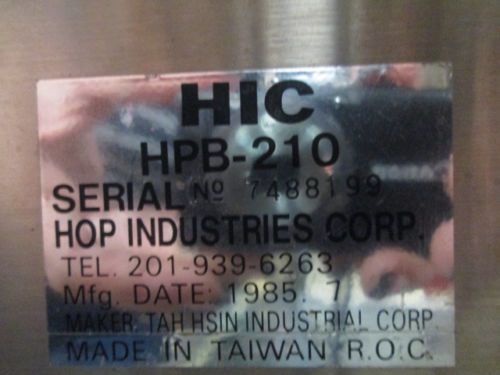 HIC
HPB-210
SERIAL Nº 7488199
HOP INDUSTRIES CORP.
TEL. 201-939-6263
Mfg. DATE: 1985. 7
MAKER: TAH HSIN INDUSTRIAL CORP.
MADE IN TAIWAN R.O.C.